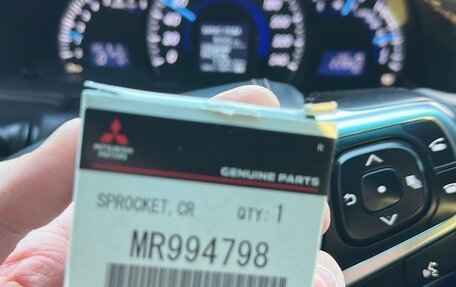 MITSUBISHI
MOTORS
GENUINE PARTS
SPROCKET, CR QTY: 1
MR994798